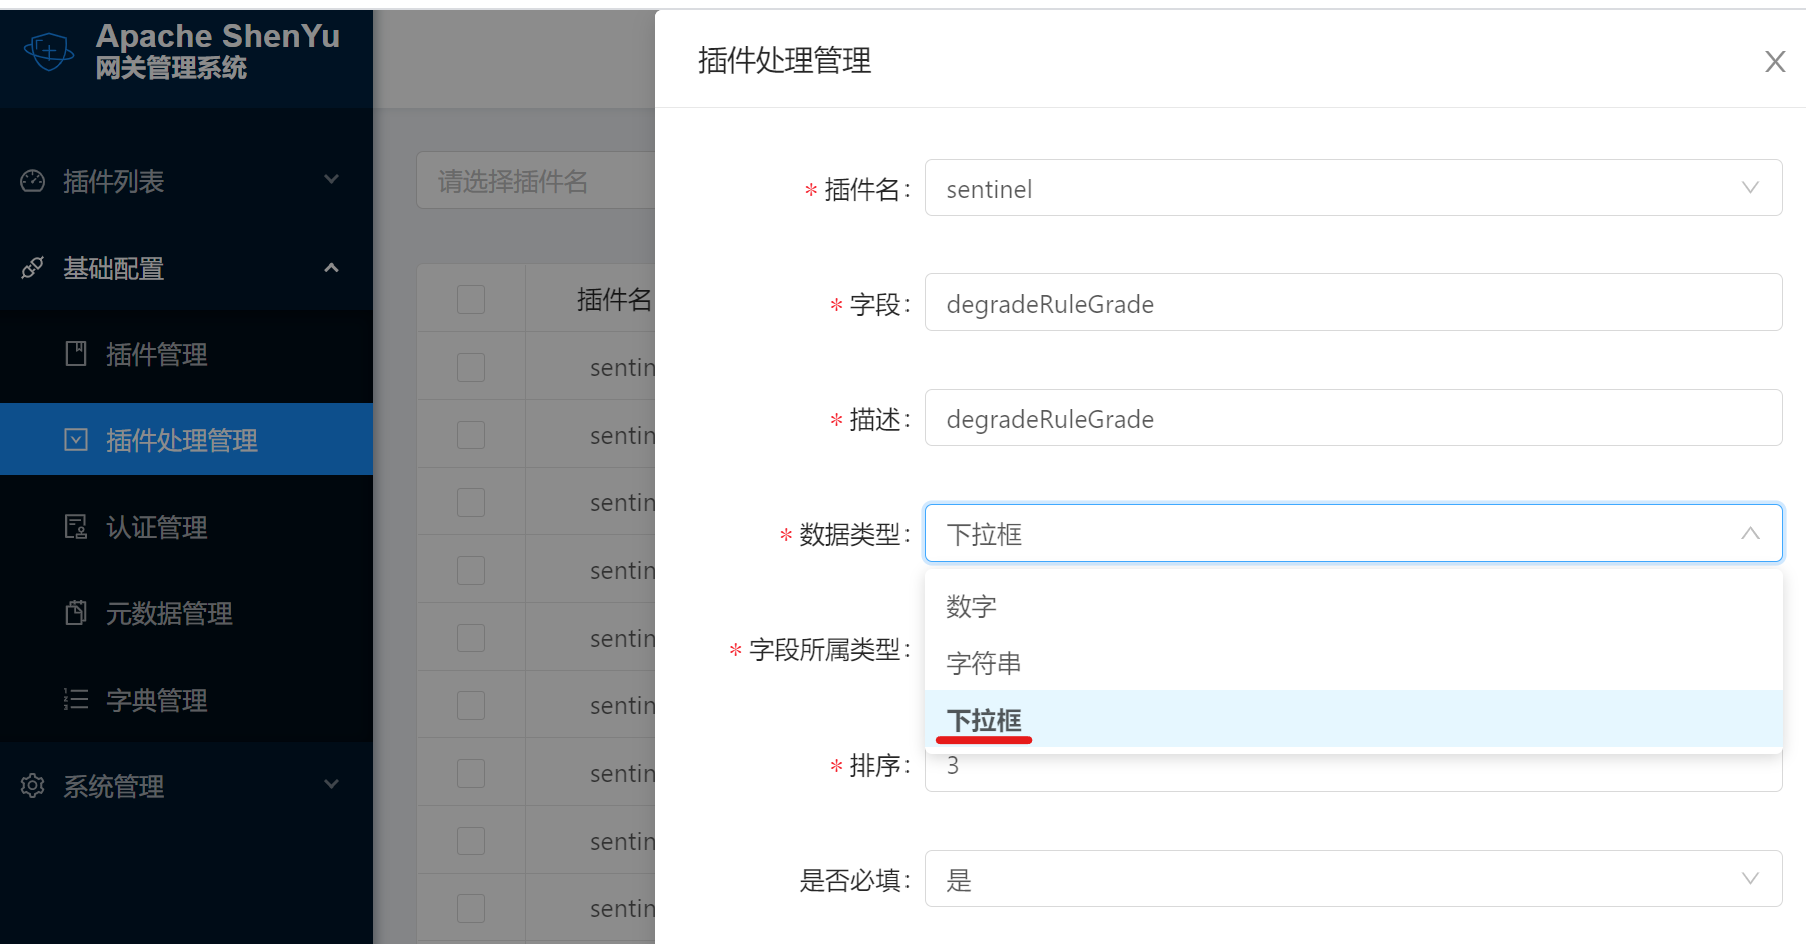 Apache ShenYu
网关管理系统
插件列表
基础配置
插件管理
插件处理管理
认证管理
元数据管理
字典管理
系统管理
请选择插件名
插件名
sentin
sentin
sentin
sentin
sentin
sentin
sentin
sentin
sentin
插件处理管理
* 插件名: sentinel
* 字段: degradeRuleGrade
* 描述: degradeRuleGrade
* 数据类型: 下拉框
数字
字符串
下拉框
* 字段所属类型:
* 排序: 3
是否必填: 是